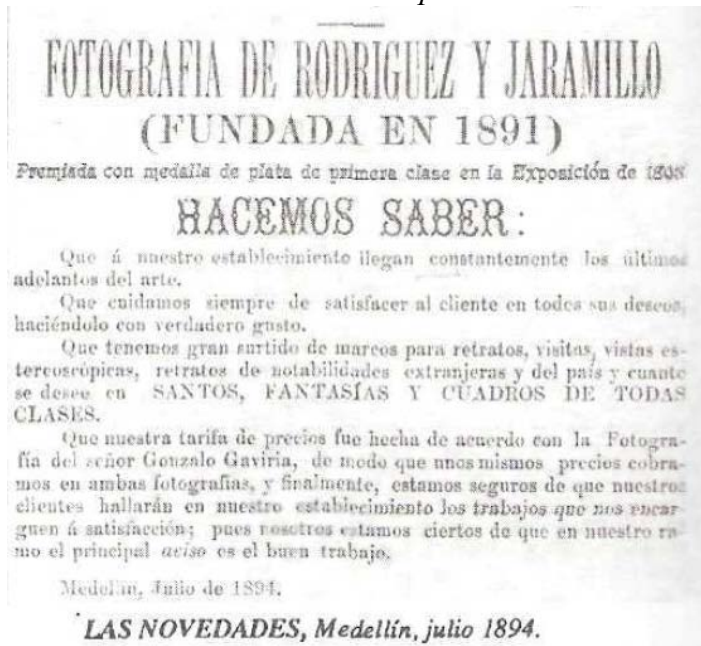 FOTOGRAFIA DE RODRIGUEZ Y JARAMILLO
(FUNDADA EN 1891)
Premiada con medalla de plata de primera clase en la Exposición de
HACEMOS SABER:
Que á nuestro establecimiento llegan constantemente los últimos
adelantos del arte.
Que cuidamos siempre de satisfacer al cliente en todos sus deseos,
haciéndolo con verdadero gusto.
Que tenemos gran surtido de marcos para retratos, visitas, vistas es-
tercoscópicas, retratos de notabilidades extranjeras y del país y cuanto
se desee en SANTOS, FANTASÍAS Y CUADROS DE TODAS
CLASES.
Que nuestra tarifa de precios fue hecha de acuerdo con la Fotogra-
fía del señor Gonzalo Gaviria, de modo que unos mismos precios cobra-
mos en ambas fotografías, y finalmente, estamos seguros de que nuestros
clientes hallarán en nuestro establecimiento los trabajos que nos encar
guen á satisfacción; pues nosotros estamos ciertos de que en nuestro ra-
mo el principal aviso es el buen trabajo.
Medellín, Julio de 1894.
LAS NOVEDADES, Medellín, julio 1894.